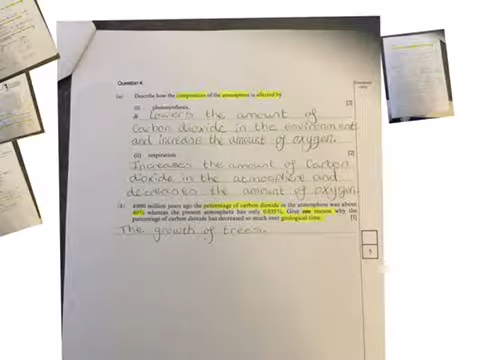 Question 4.
(a) Describe how the composition of the atmosphere is affected by
(i) photosynthesis,
[2]
Lowers the amount of
Carbon dioxide in the environment
and increase the amount of oxygen.
(ii) respiration
[2]
Increases the amount of Carbon
dioxide in the atmosphere and
decreases the amount of oxygen
4000 million years ago the percentage of carbon dioxide in the atmosphere was about
whereas the present atmosphere has only 0.035%. Give one reason why the
percentage of carbon dioxide has decreased so much over geological time.
[1]
The growth of trees.
5